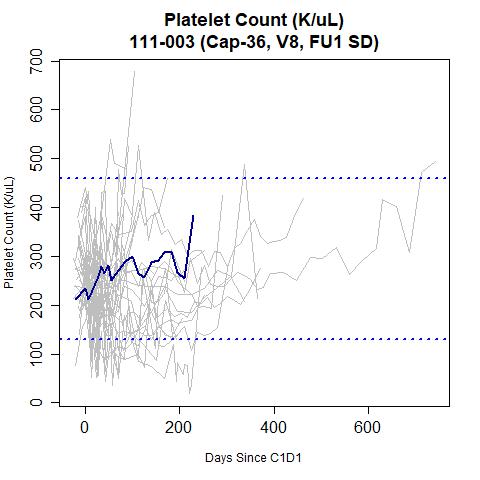 Platelet Count (K/uL)
111-003 (Cap-36, V8, FU1 SD)
Platelet Count (K/uL)
700
600
500
400
300
200
100
0
0 200 400 600
Days Since C1D1